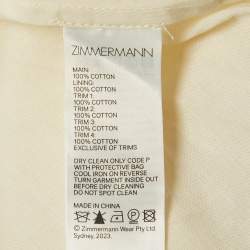 ZIMMERMANN
MAIN:
100% COTTON
LINING:
100% COTTON
TRIM 1:
100% COTTON
TRIM 2:
100% COTTON
TRIM 3:
100% COTTON
TRIM 4:
100% COTTON
EXCLUSIVE OF TRIMS
DRY CLEAN ONLY CODE P
WITH PROTECTIVE BAG
COOL IRON ON REVERSE
TURN GARMENT INSIDE OUT
BEFORE DRY CLEANING
DO NOT STEAM
MADE IN CHINA
© Zimmermann Wear Pty Ltd
Sydney, 2023.